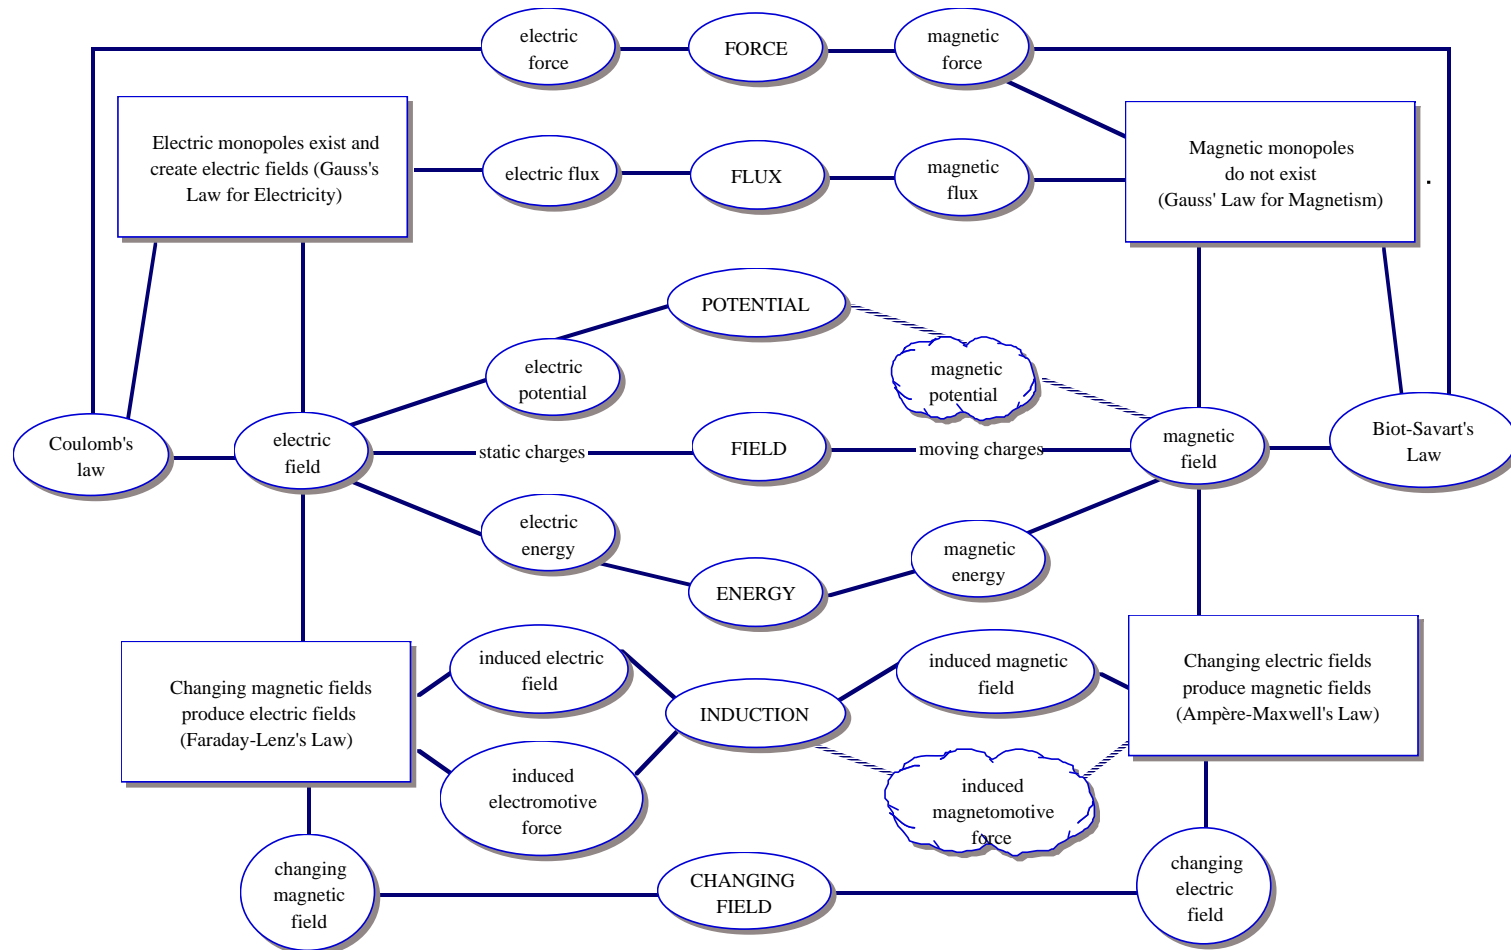 electric
force
FORCE
magnetic
force
Electric monopoles exist and
create electric fields (Gauss's
Law for Electricity)
electric flux
FLUX
magnetic
flux
Magnetic monopoles
do not exist
(Gauss' Law for Magnetism)
.
POTENTIAL
electric
potential
magnetic
potential
Coulomb's
law
electric
field
static charges
FIELD
moving charges
magnetic
field
Biot-Savart's
Law
electric
energy
ENERGY
magnetic
energy
Changing magnetic fields
produce electric fields
(Faraday-Lenz's Law)
induced electric
field
INDUCTION
induced magnetic
field
Changing electric fields
produce magnetic fields
(Ampère-Maxwell's Law)
induced
electromotive
force
induced
magnetomotive
force
changing
magnetic
field
CHANGING
FIELD
changing
electric
field